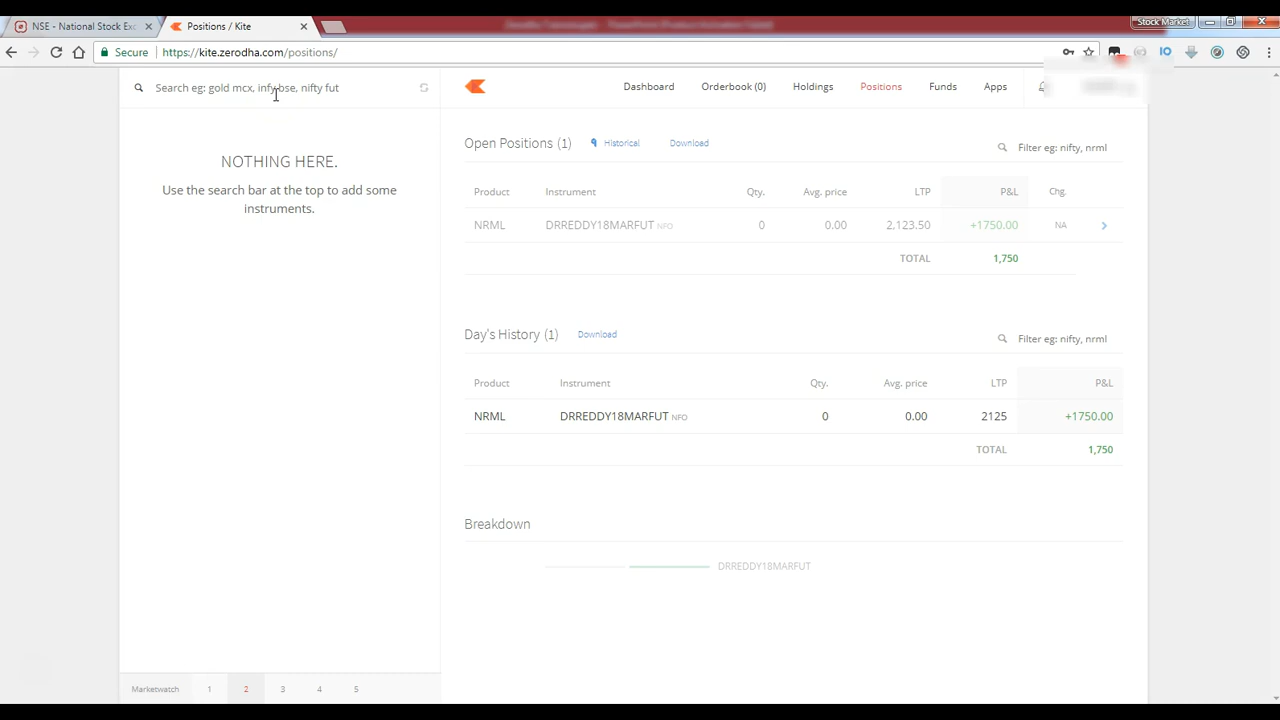 NSE - National Stock Exc
Positions / Kite
Stock Market
Secure
https://kite.zerodha.com/positions/
Search eg: gold mcx, infy bse, nifty fut
Dashboard
Orderbook (0)
Holdings
Positions
Funds
Apps
NOTHING HERE.
Use the search bar at the top to add some
instruments.
Open Positions (1)
Historical
Download
Filter eg: nifty, nrml
Product Instrument Qty. Avg. price LTP P&L Chg.
NRML DRREDDY18MARFUT NFO 0 0.00 2,123.50 +1750.00 NA
TOTAL 1,750
Day's History (1)
Download
Filter eg: nifty, nrml
Product Instrument Qty. Avg. price LTP P&L
NRML DRREDDY18MARFUT NFO 0 0.00 2125 +1750.00
TOTAL 1,750
Breakdown
DRREDDY18MARFUT
Marketwatch 1 2 3 4 5